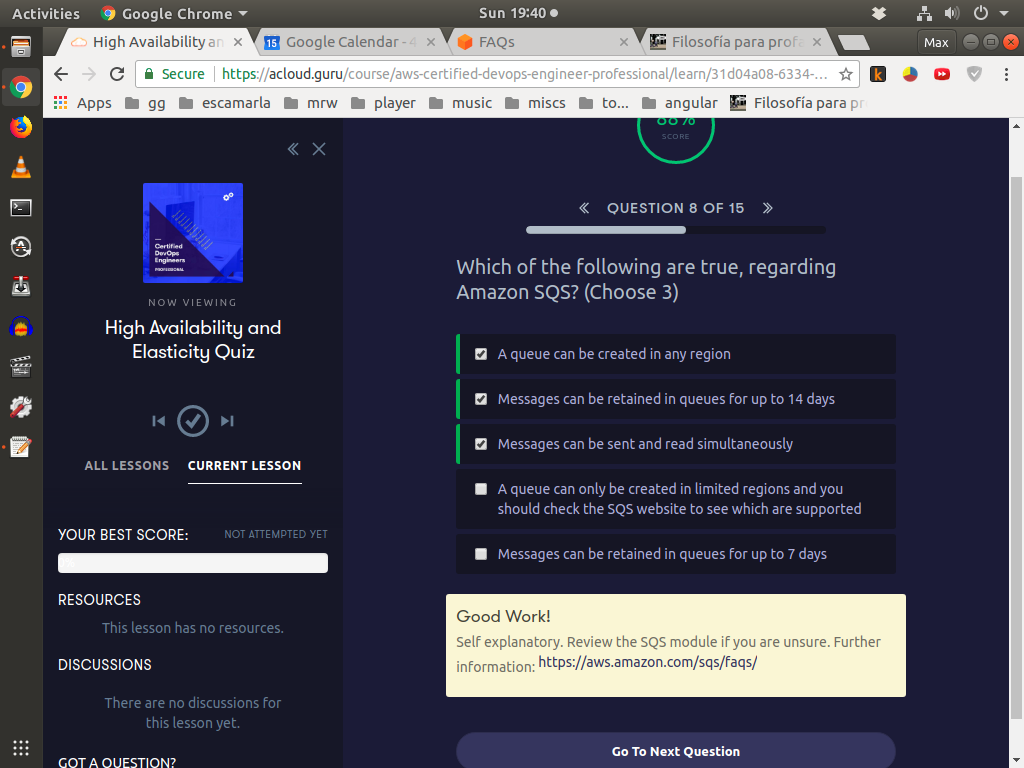 Activities
Google Chrome
Sun 19:40
High Availability an
Google Calendar - 4
FAQs
Filosofía para profa
Max
Secure
https://acloud.guru/course/aws-certified-devops-engineer-professional/learn/31d04a08-6334-...
Apps
gg
escamarla
mrw
player
music
miscs
to...
angular
Filosofía para pr
88%
SCORE
QUESTION 8 OF 15
Which of the following are true, regarding
Amazon SQS? (Choose 3)
A queue can be created in any region
Messages can be retained in queues for up to 14 days
Messages can be sent and read simultaneously
A queue can only be created in limited regions and you
should check the SQS website to see which are supported
Messages can be retained in queues for up to 7 days
Good Work!
Self explanatory. Review the SQS module if you are unsure. Further
information: https://aws.amazon.com/sqs/faqs/
Go To Next Question
Certified
DevOps
Engineers
PROFESSIONAL
NOW VIEWING
High Availability and
Elasticity Quiz
ALL LESSONS
CURRENT LESSON
YOUR BEST SCORE:
NOT ATTEMPTED YET
RESOURCES
This lesson has no resources.
DISCUSSIONS
There are no discussions for
this lesson yet.
GOT A QUESTION?